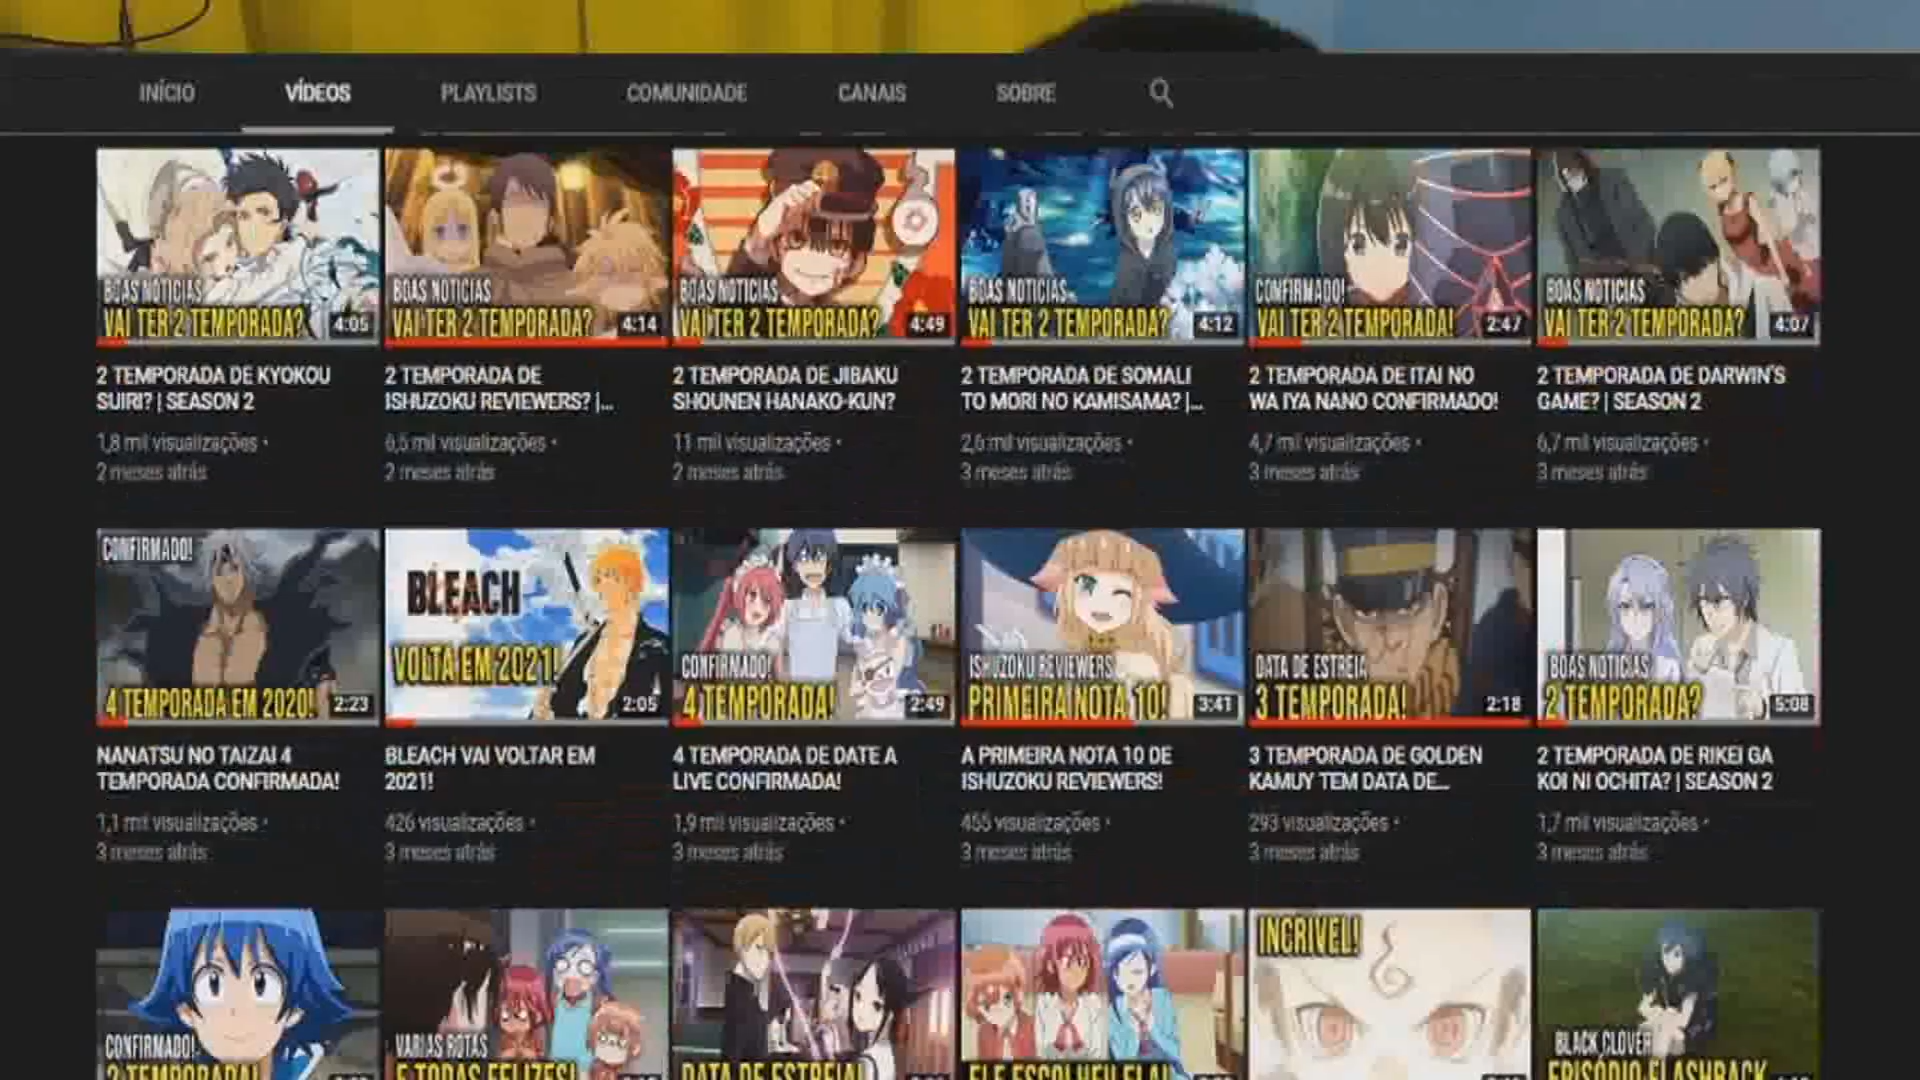 INÍCIO
VÍDEOS
PLAYLISTS
COMUNIDADE
CANAIS
SOBRE
BOAS NOTICIAS
VAI TER 2 TEMPORADA?
4:05
BOAS NOTICIAS
VAI TER 2 TEMPORADA?
4:14
BOAS NOTICIAS
VAI TER 2 TEMPORADA?
4:49
BOAS NOTICIAS
VAI TER 2 TEMPORADA?
4:12
CONFIRMADO!
VAI TER 2 TEMPORADA!
2:47
BOAS NOTICIAS
VAI TER 2 TEMPORADA?
4:07
2 TEMPORADA DE KYOKOU
SUIRI? | SEASON 2
1,8 mil visualizações •
2 meses atrás
2 TEMPORADA DE
ISHUZOKU REVIEWERS? |...
6,5 mil visualizações •
2 meses atrás
2 TEMPORADA DE JIBAKU
SHOUNEN HANAKO-KUN?
11 mil visualizações •
2 meses atrás
2 TEMPORADA DE SOMALI
TO MORI NO KAMISAMA? |...
2,6 mil visualizações •
3 meses atrás
2 TEMPORADA DE ITAI NO
WA IYA NANO CONFIRMADO!
4,7 mil visualizações •
3 meses atrás
2 TEMPORADA DE DARWIN'S
GAME? | SEASON 2
6,7 mil visualizações •
3 meses atrás
CONFIRMADO!
4 TEMPORADA EM 2020!
2:23
BLEACH
VOLTA EM 2021!
2:05
CONFIRMADO!
4 TEMPORADA!
2:49
ISHUZOKU REVIEWERS
PRIMEIRA NOTA 10!
3:41
DATA DE ESTREIA
3 TEMPORADA!
2:18
BOAS NOTICIAS
2 TEMPORADA?
5:08
NANATSU NO TAIZAI 4
TEMPORADA CONFIRMADA!
1,1 mil visualizações •
3 meses atrás
BLEACH VAI VOLTAR EM
2021!
426 visualizações •
3 meses atrás
4 TEMPORADA DE DATE A
LIVE CONFIRMADA!
1,9 mil visualizações •
3 meses atrás
A PRIMEIRA NOTA 10 DE
ISHUZOKU REVIEWERS!
455 visualizações •
3 meses atrás
3 TEMPORADA DE GOLDEN
KAMUY TEM DATA DE...
293 visualizações •
3 meses atrás
2 TEMPORADA DE RIKEI GA
KOI NI OCHITA? | SEASON 2
1,7 mil visualizações •
3 meses atrás
CONFIRMADO!
2 TEMPORADA!
VARIAS ROTAS
E TODAS FELIZES!
DATA DE ESTREIA!
ELE ESCOLHEU ELA!
INCRIVEL!
BLACK CLOVER
EPISÓDIO FLASHBACK